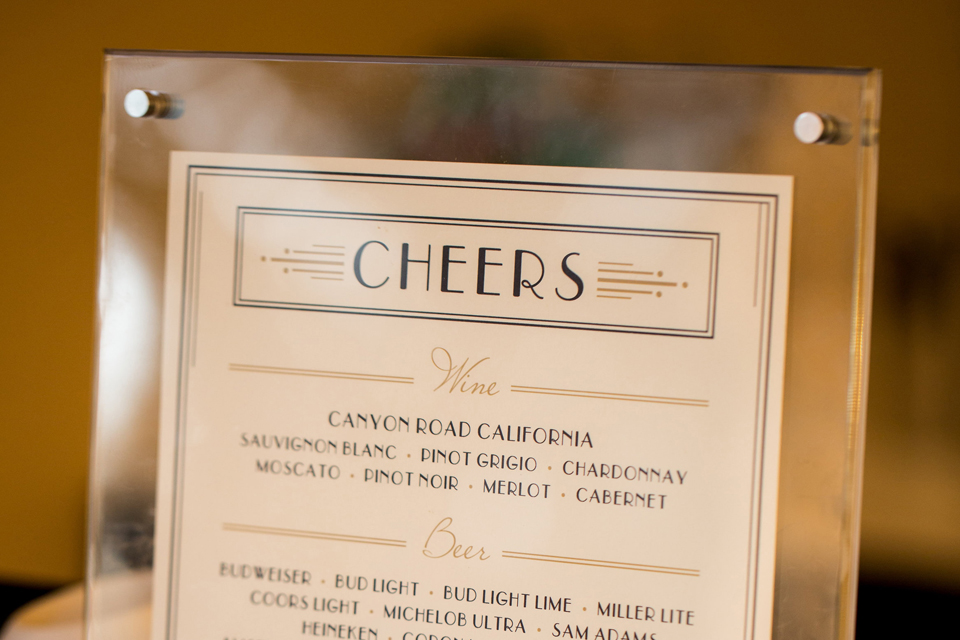 CHEERS
Wine
CANYON ROAD CALIFORNIA
SAUVIGNON BLANC • PINOT GRIGIO • CHARDONNAY
MOSCATO • PINOT NOIR • MERLOT • CABERNET
Beer
BUDWEISER • BUD LIGHT • BUD LIGHT LIME • MILLER LITE
COORS LIGHT • MICHELOB ULTRA • SAM ADAMS
HEINEKEN •